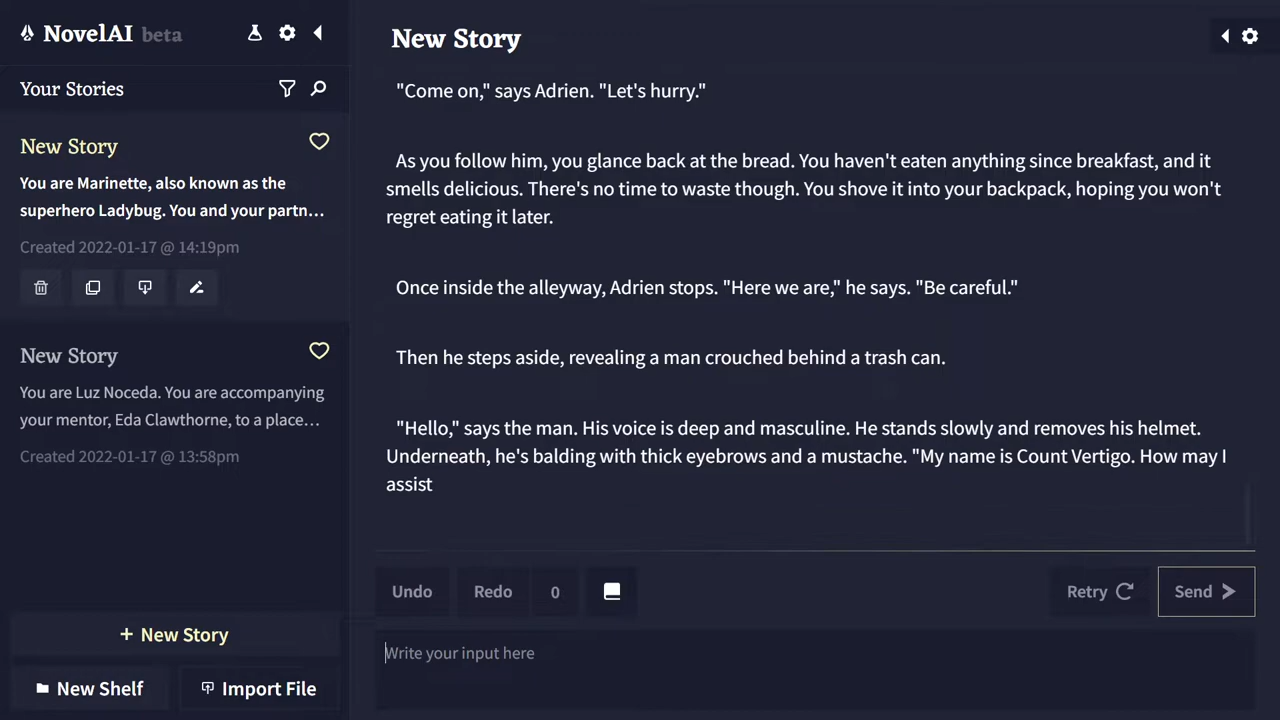 NovelAI beta
Your Stories
New Story
You are Marinette, also known as the
superhero Ladybug. You and your partn...
Created 2022-01-17 @ 14:19pm
New Story
You are Luz Noceda. You are accompanying
your mentor, Eda Clawthorne, to a place...
Created 2022-01-17 @ 13:58pm
+ New Story
New Shelf
Import File
New Story
"Come on," says Adrien. "Let's hurry."
As you follow him, you glance back at the bread. You haven't eaten anything since breakfast, and it
smells delicious. There's no time to waste though. You shove it into your backpack, hoping you won't
regret eating it later.
Once inside the alleyway, Adrien stops. "Here we are," he says. "Be careful."
Then he steps aside, revealing a man crouched behind a trash can.
"Hello," says the man. His voice is deep and masculine. He stands slowly and removes his helmet.
Underneath, he's balding with thick eyebrows and a mustache. "My name is Count Vertigo. How may I
assist
Undo
Redo
0
Retry
Send
Write your input here